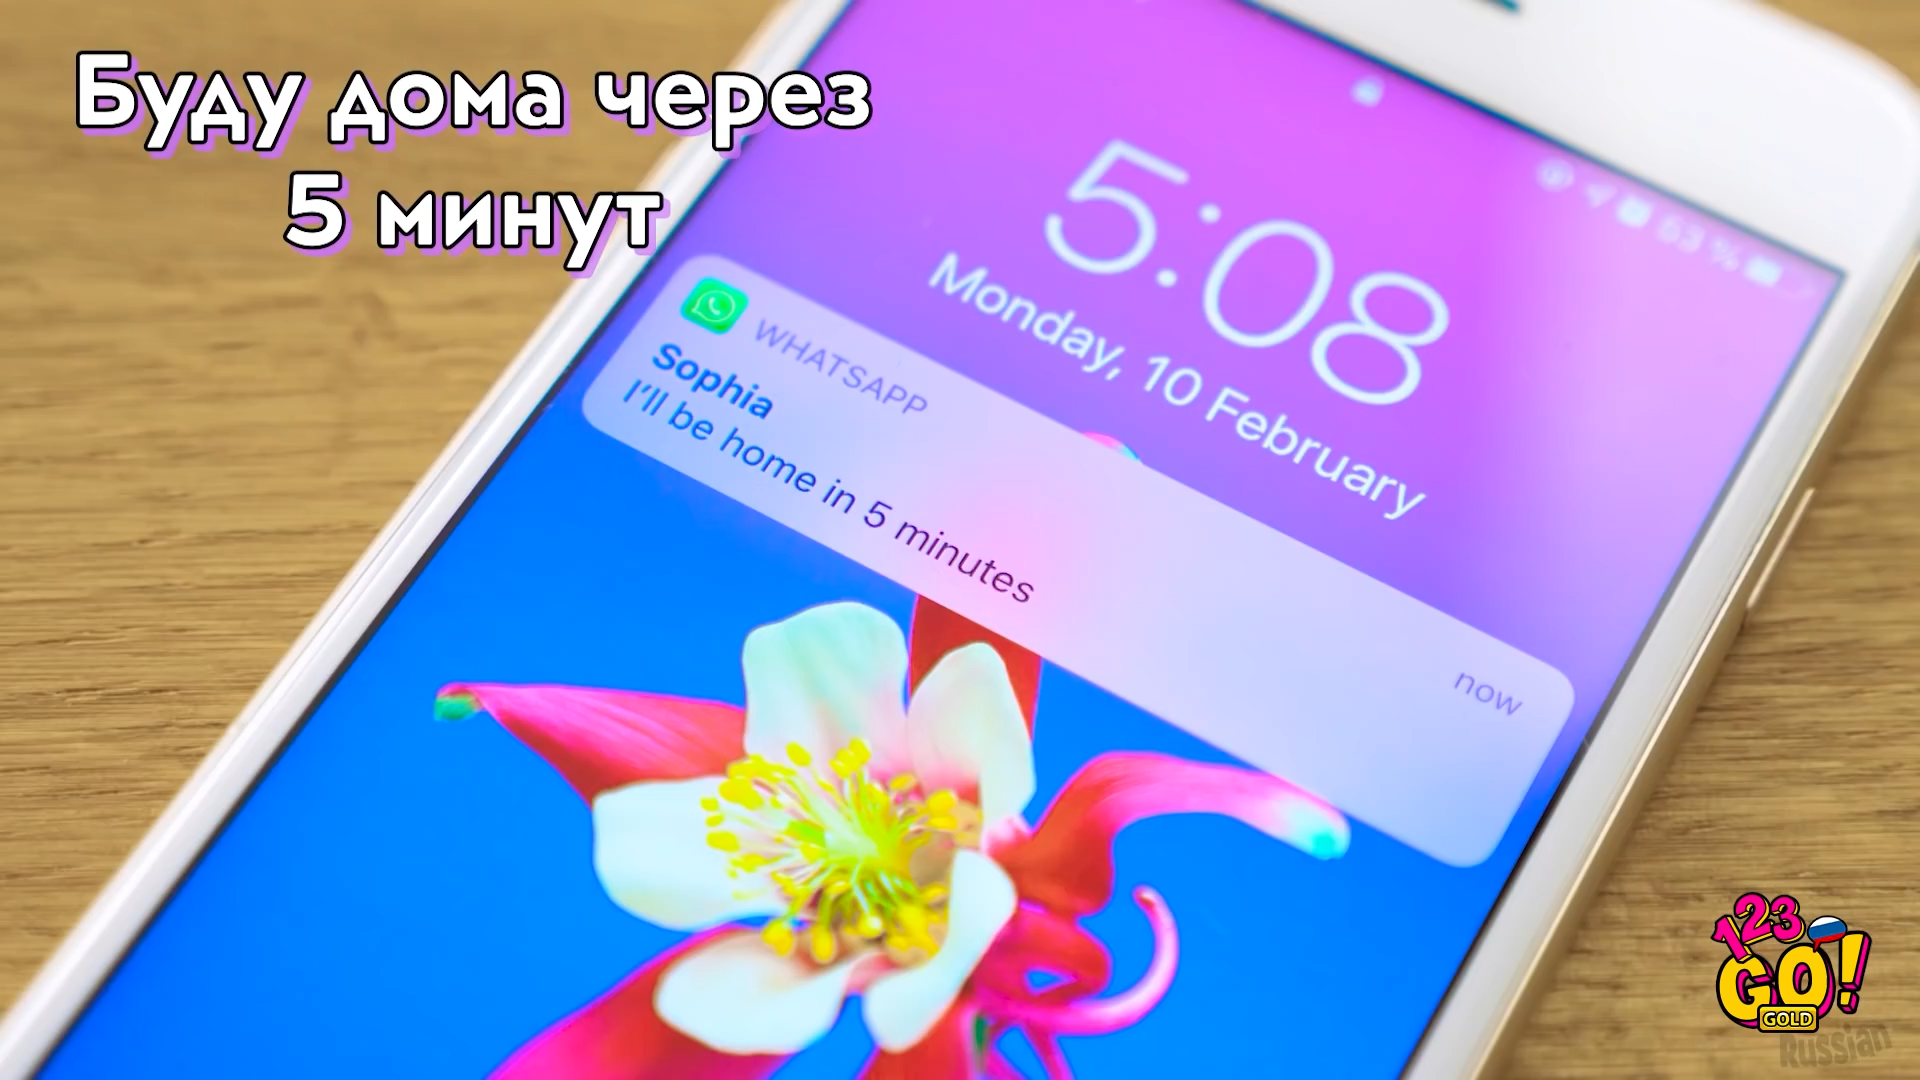 Буду дома через
5 минут
53 %
5:08
Monday, 10 February
WHATSAPP
now
Sophia
I'll be home in 5 minutes
123
GO!
GOLD
Russian